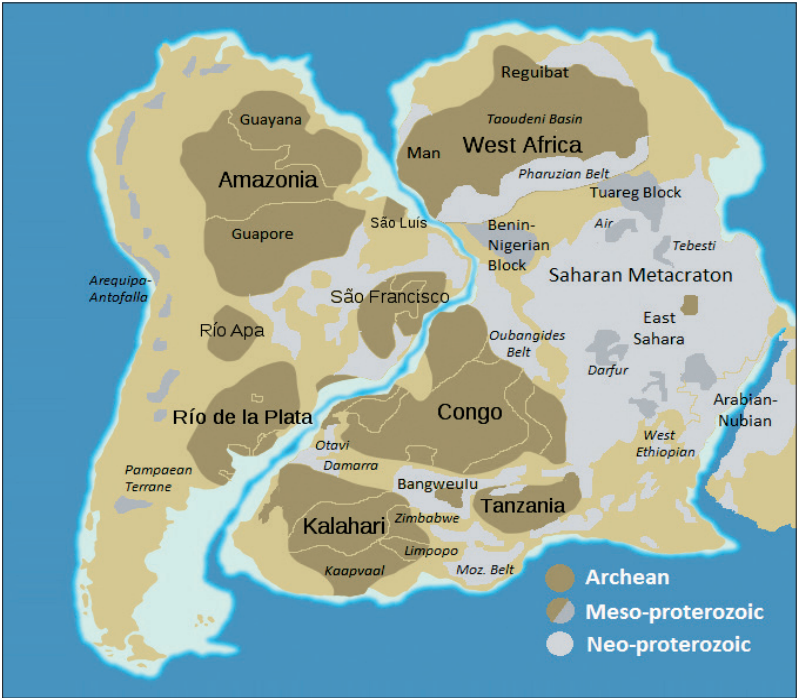 Reguibat
Guayana
Taoudeni Basin
West Africa
Man
Pharuzian Belt
Amazonia
Tuareg Block
São Luís
Benin-
Nigerian
Block
Air
Guapore
Tebesti
Saharan Metacraton
Arequipa-
Antofalla
São Francisco
East
Sahara
Río Apa
Oubangides
Belt
Darfur
Arabian-
Nubian
Río de la Plata
Congo
West
Ethiopian
Otavi
Damarra
Pampaean
Terrane
Bangweulu
Tanzania
Kalahari
Zimbabwe
Limpopo
Kaapvaal
Moz. Belt
Archean
Meso-proterozoic
Neo-proterozoic